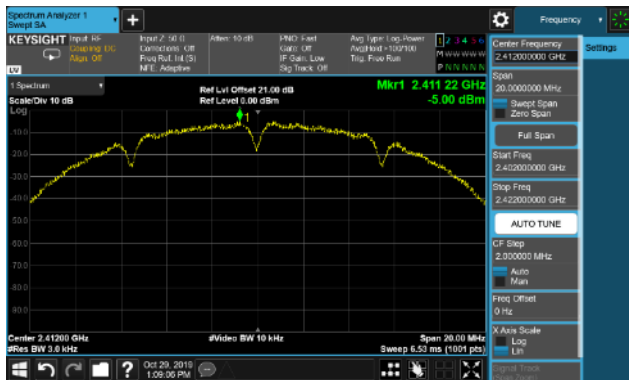 Spectrum Analyzer 1
Swept SA
Frequency
KEYSIGHT
Input: RF
Coupling: DC
Align: Off
Input Z: 50 Ω
Corrections: Off
Freq Ref: Int (S)
NFE: Adaptive
Atten: 10 dB
PNO: Fast
Gate: Off
IF Gain: Low
Sig Track: Off
Avg Type: Log-Power
Avg|Hold:>100/100
Trig: Free Run
1 2 3 4 5 6
M W W W W W
P N N N N N
1 Spectrum
Scale/Div 10 dB
Log
Ref Lvl Offset 21.00 dB
Ref Level 0.00 dBm
Mkr1 2.411 22 GHz
-5.00 dBm
1
-10.0
-20.0
-30.0
-40.0
-50.0
-60.0
-70.0
-80.0
-90.0
Center 2.41200 GHz
#Res BW 3.0 kHz
#Video BW 10 kHz
Span 20.00 MHz
Sweep 6.53 ms (1001 pts)
Oct 29, 2019
1:09:06 PM
Center Frequency
2.412000000 GHz
Settings
Span
20.0000000 MHz
Swept Span
Zero Span
Full Span
Start Freq
2.402000000 GHz
Stop Freq
2.422000000 GHz
AUTO TUNE
CF Step
2.000000 MHz
Auto
Man
Freq Offset
0 Hz
X Axis Scale
Log
Lin
Signal Track